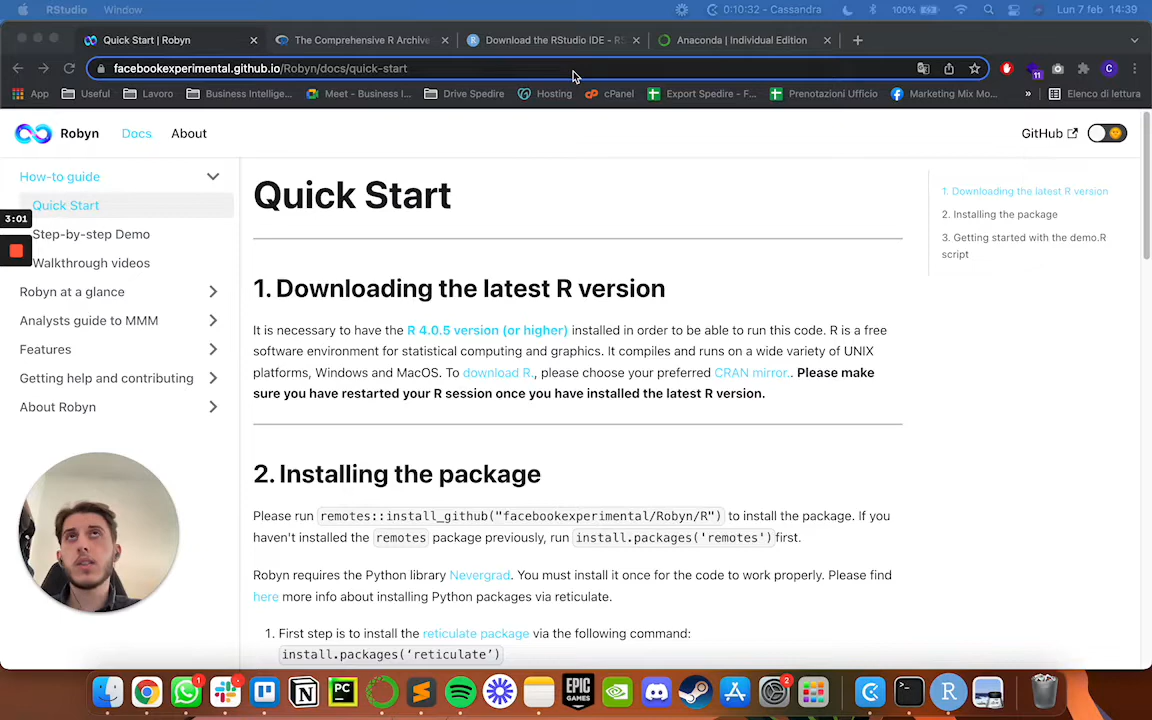 RStudio Window 0:10:32 - Cassandra 100% Lun 7 feb 14:39
Quick Start | Robyn The Comprehensive R Archive Download the RStudio IDE - RS Anaconda | Individual Edition
facebookexperimental.github.io/Robyn/docs/quick-start
11 C
App Useful Lavoro Business Intellige... Meet - Business I... Drive Spedire Hosting cPanel Export Spedire - F... Prenotazioni Ufficio Marketing Mix Mo... » Elenco di lettura
Robyn Docs About GitHub
How-to guide
Quick Start
Step-by-step Demo
Walkthrough videos
Robyn at a glance
Analysts guide to MMM
Features
Getting help and contributing
About Robyn
3:01
Quick Start
1. Downloading the latest R version
It is necessary to have the R 4.0.5 version (or higher) installed in order to be able to run this code. R is a free
software environment for statistical computing and graphics. It compiles and runs on a wide variety of UNIX
platforms, Windows and MacOS. To download R., please choose your preferred CRAN mirror.. Please make
sure you have restarted your R session once you have installed the latest R version.
2. Installing the package
Please run remotes::install_github("facebookexperimental/Robyn/R") to install the package. If you
haven't installed the remotes package previously, run install.packages('remotes') first.
Robyn requires the Python library Nevergrad. You must install it once for the code to work properly. Please find
here more info about installing Python packages via reticulate.
1. First step is to install the reticulate package via the following command:
install.packages(‘reticulate’)
1. Downloading the latest R version
2. Installing the package
3. Getting started with the demo.R
script
1 PC EPIC GAMES 2 R